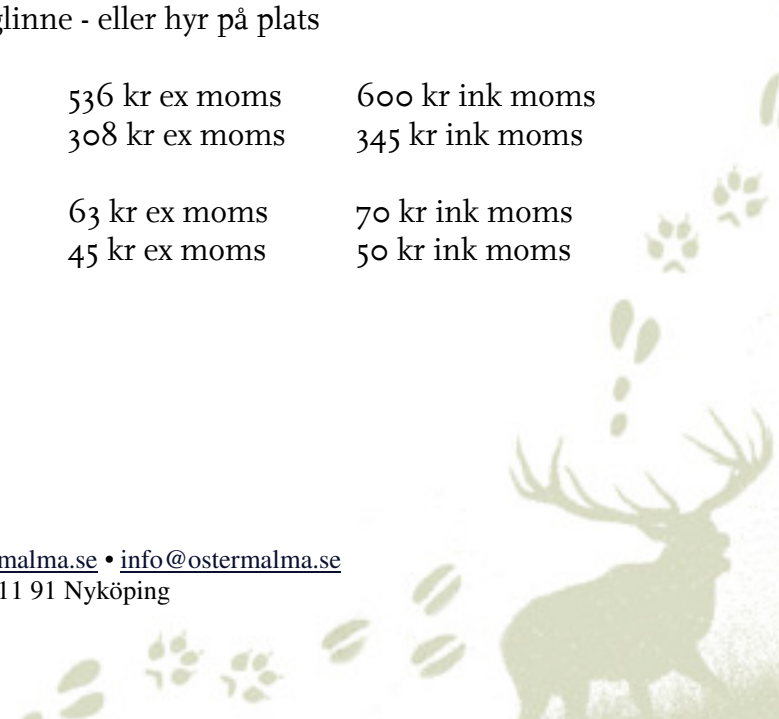 glinne - eller hyr på plats
536 kr ex moms 600 kr ink moms
308 kr ex moms 345 kr ink moms
63 kr ex moms 70 kr ink moms
45 kr ex moms 50 kr ink moms
malma.se • info@ostermalma.se
11 91 Nyköping